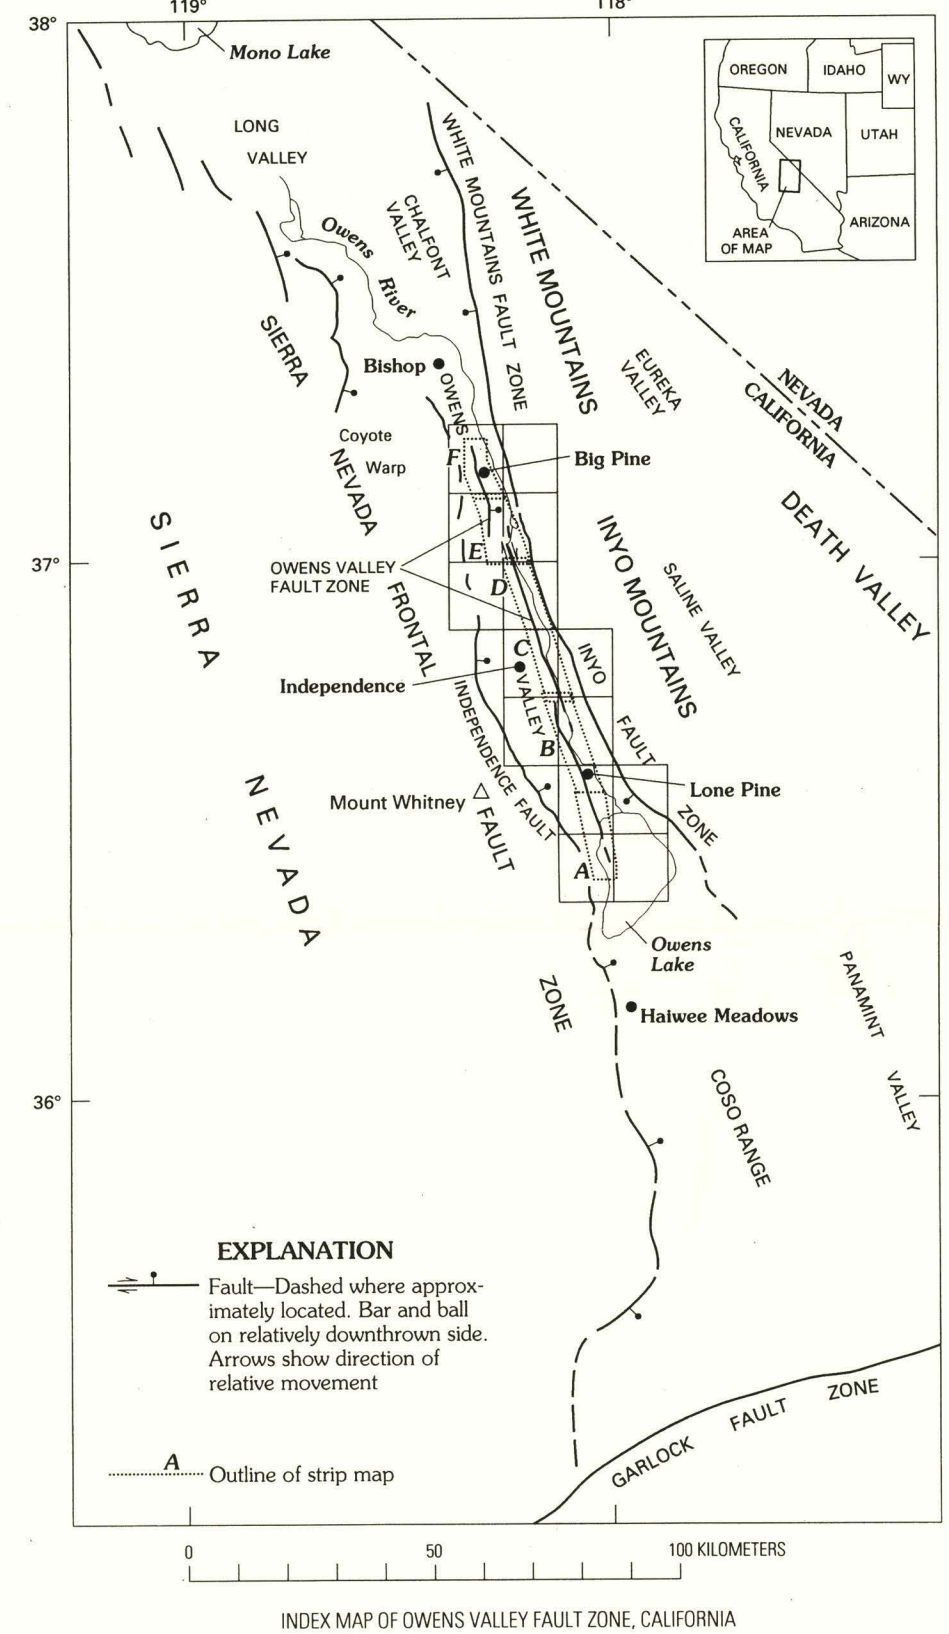 119°
118°
38°
Mono Lake
LONG
VALLEY
OREGON
IDAHO
WY
CALIFORNIA
NEVADA
UTAH
ARIZONA
AREA
OF MAP
WHITE MOUNTAINS FAULT ZONE
CHALFONT
VALLEY
WHITE MOUNTAINS
Owens
River
SIERRA
Bishop
OWENS
EUREKA
VALLEY
NEVADA
CALIFORNIA
Coyote
Warp
NEVADA
F
Big Pine
SIERRA
E
37°
OWENS VALLEY
FAULT ZONE
D
INYO MOUNTAINS
SALINE VALLEY
DEATH VALLEY
FRONTAL
C
INYO
Independence
VALLEY
INDEPENDENCE FAULT
B
FAULT
Lone Pine
Mount Whitney
FAULT
ZONE
NEVADA
A
Owens
Lake
ZONE
Haiwee Meadows
PANAMINT
VALLEY
36°
COSO RANGE
EXPLANATION
Fault—Dashed where approx-
imately located. Bar and ball
on relatively downthrown side.
Arrows show direction of
relative movement
A
Outline of strip map
GARLOCK FAULT ZONE
0 50 100 KILOMETERS
INDEX MAP OF OWENS VALLEY FAULT ZONE, CALIFORNIA